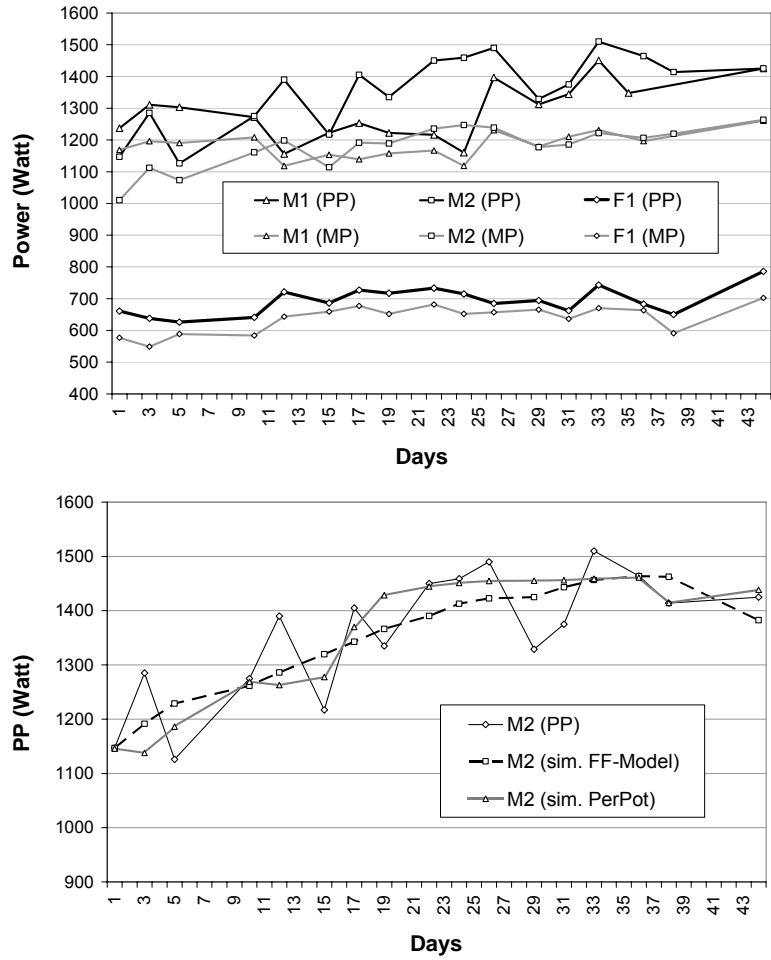 1600
1500
1400
1300
1200
1100
1000
900
800
700
600
500
400
Power (Watt)
M1 (PP) M2 (PP) F1 (PP)
M1 (MP) M2 (MP) F1 (MP)
1 3 5 7 9 11 13 15 17 19 21 23 25 27 29 31 33 35 37 39 41 43
Days
1600
1500
1400
1300
1200
1100
1000
900
PP (Watt)
M2 (PP)
M2 (sim. FF-Model)
M2 (sim. PerPot)
1 3 5 7 9 11 13 15 17 19 21 23 25 27 29 31 33 35 37 39 41 43
Days